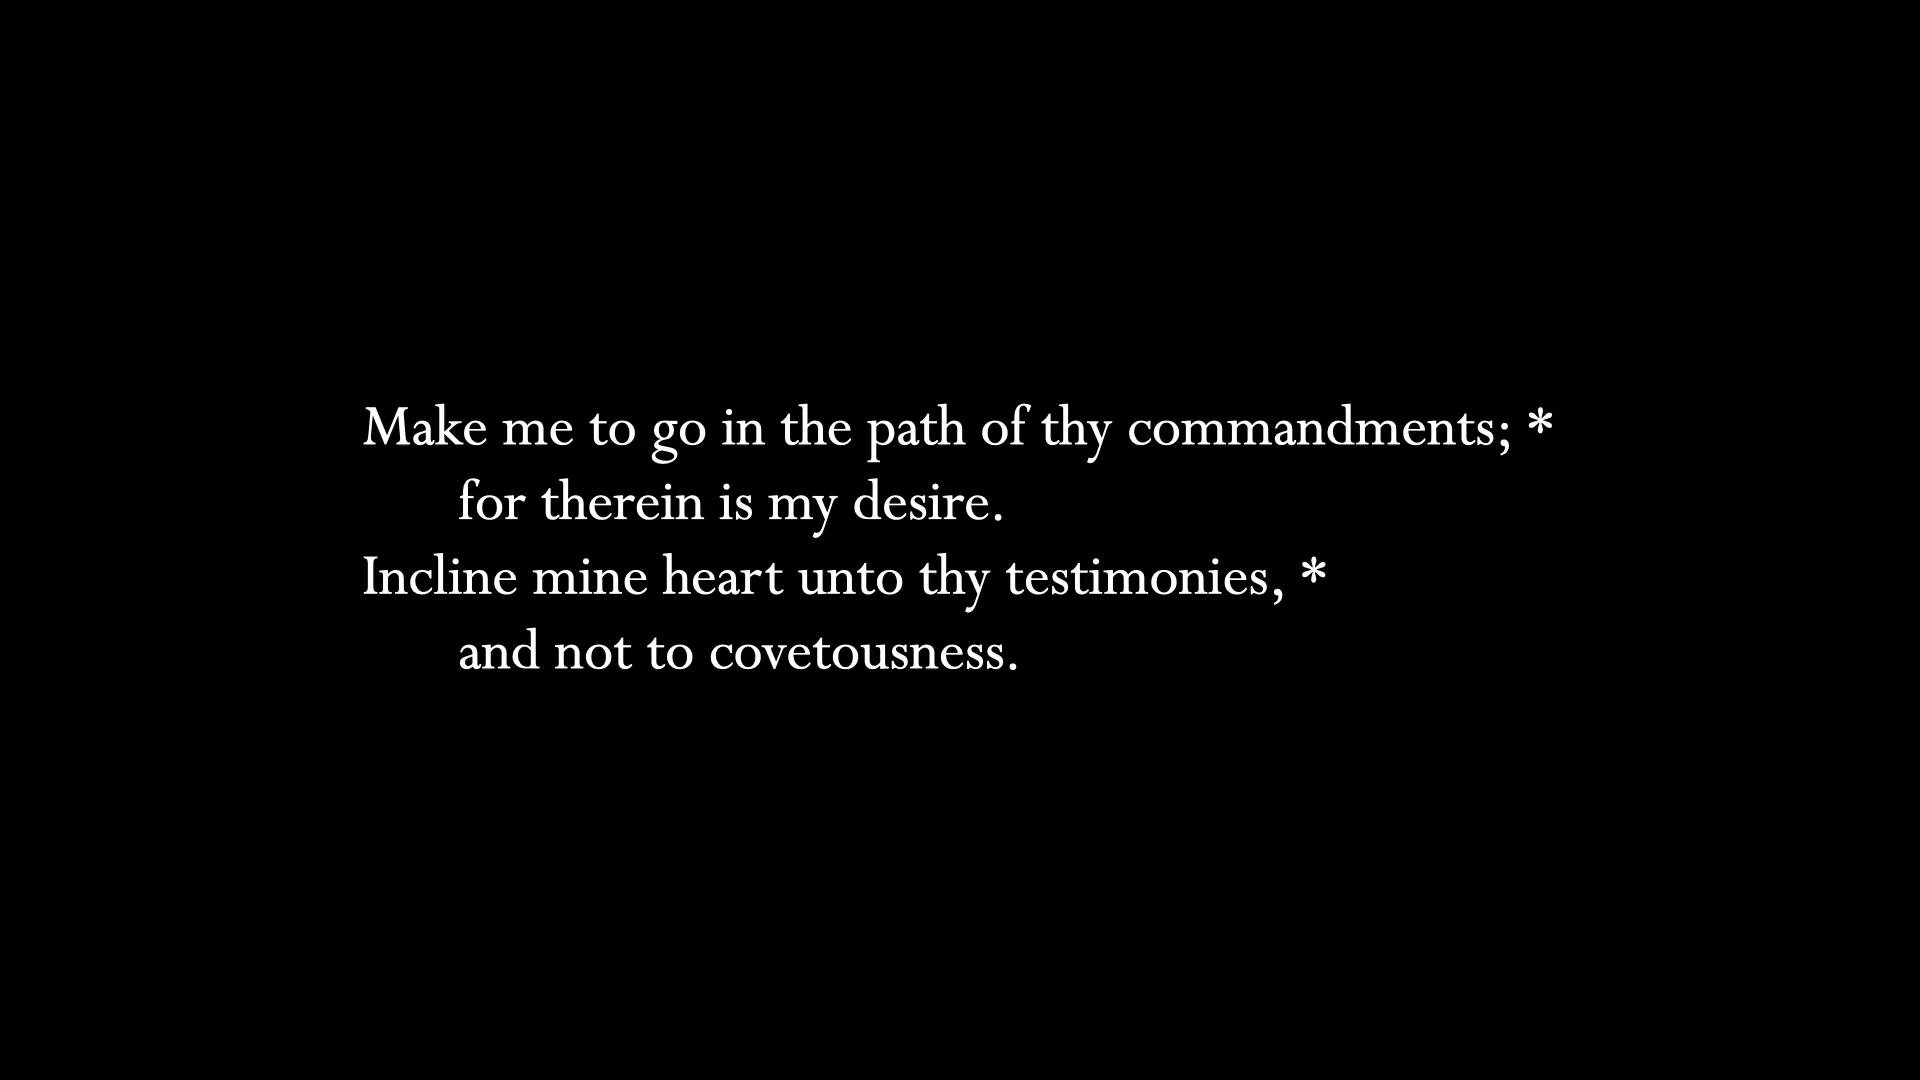 Make me to go in the path of thy commandments; *
for therein is my desire.
Incline mine heart unto thy testimonies, *
and not to covetousness.